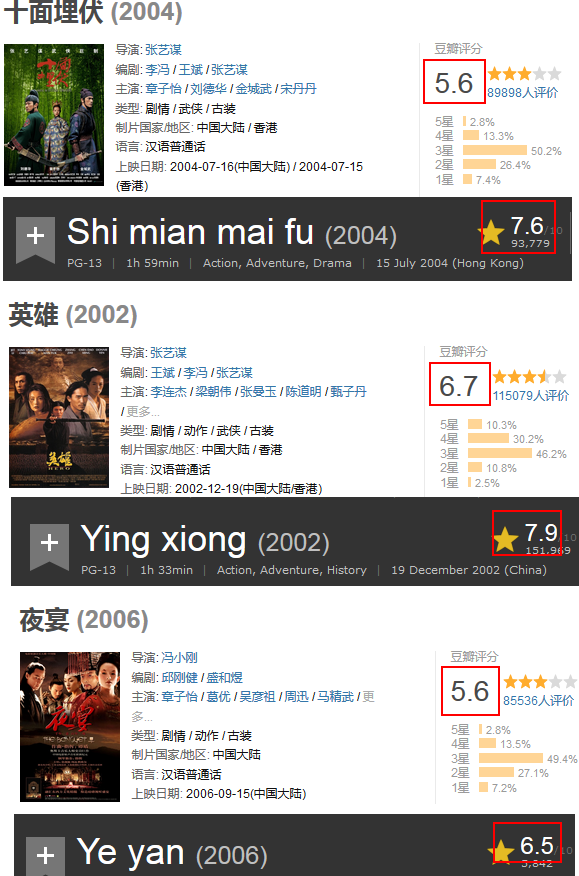 十面埋伏 (2004)
导演: 张艺谋
编剧: 李冯 / 王斌 / 张艺谋
主演: 章子怡 / 刘德华 / 金城武 / 宋丹丹
类型: 剧情 / 武侠 / 古装
制片国家/地区: 中国大陆 / 香港
语言: 汉语普通话
上映日期: 2004-07-16(中国大陆) / 2004-07-15
(香港)
豆瓣评分
5.6
89898人评价
5星 2.8%
4星 13.3%
3星 50.2%
2星 26.4%
1星 7.4%
Shi mian mai fu (2004)
7.6/10
93,779
PG-13 | 1h 59min | Action, Adventure, Drama | 15 July 2004 (Hong Kong)
英雄 (2002)
导演: 张艺谋
编剧: 王斌 / 李冯 / 张艺谋
主演: 李连杰 / 梁朝伟 / 张曼玉 / 陈道明 / 甄子丹
/ 更多...
类型: 剧情 / 动作 / 武侠 / 古装
制片国家/地区: 中国大陆 / 香港
语言: 汉语普通话
上映日期: 2002-12-19(中国大陆/香港)
英雄
HERO
豆瓣评分
6.7
115079人评价
5星 10.3%
4星 30.2%
3星 46.2%
2星 10.8%
1星 2.5%
Ying xiong (2002)
7.9/10
151,969
PG-13 | 1h 33min | Action, Adventure, History | 19 December 2002 (China)
夜宴 (2006)
导演: 冯小刚
编剧: 邱刚健 / 盛和煜
主演: 章子怡 / 葛优 / 吴彦祖 / 周迅 / 马精武 / 更
多...
类型: 剧情 / 动作 / 古装
制片国家/地区: 中国大陆
语言: 汉语普通话
上映日期: 2006-09-15(中国大陆)
夜宴
THE BANQUET
豆瓣评分
5.6
85536人评价
5星 2.8%
4星 13.5%
3星 49.4%
2星 27.1%
1星 7.2%
Ye yan (2006)
6.5/10
5,842